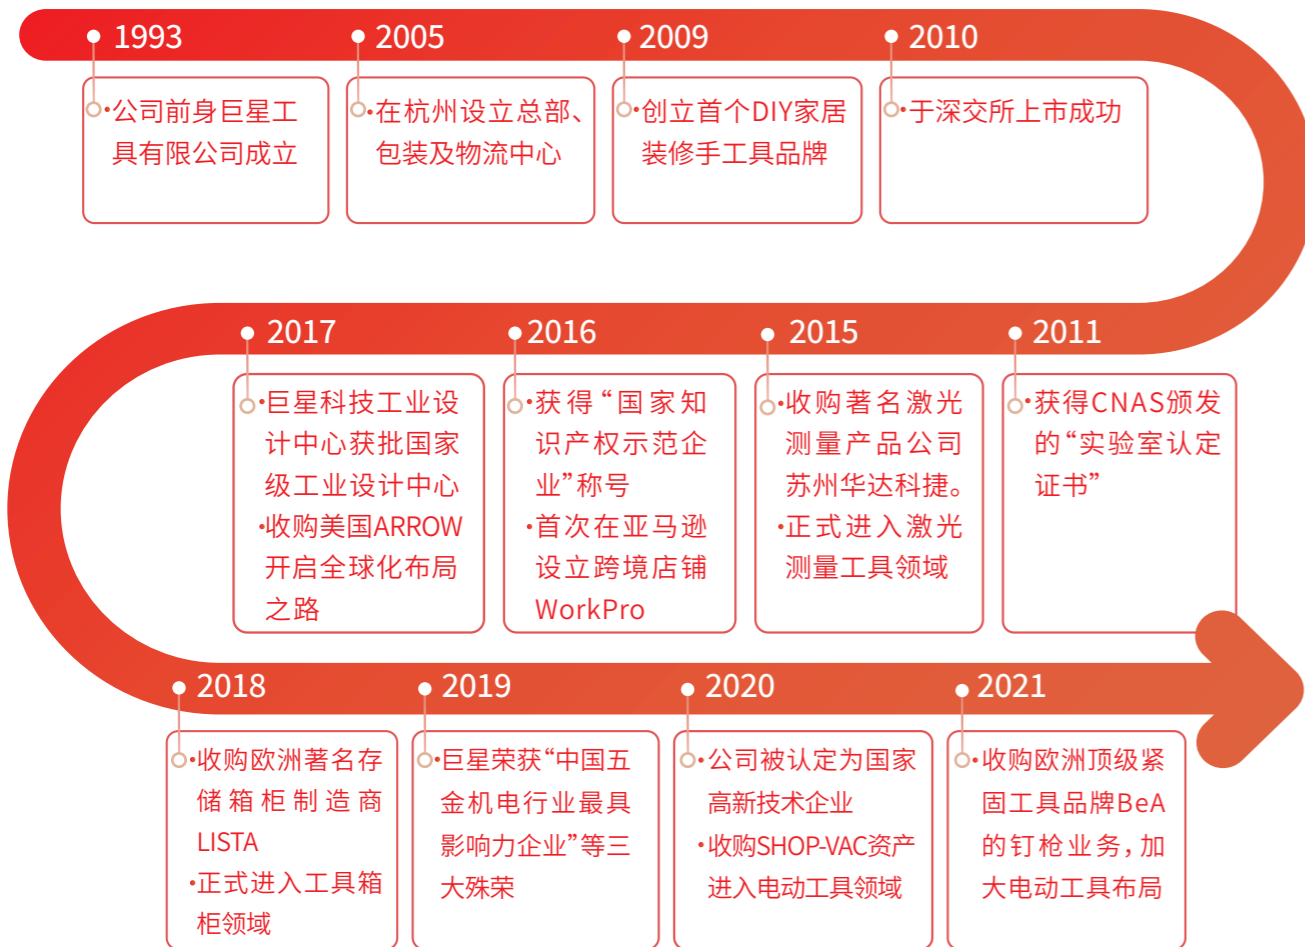 1993
·公司前身巨星工
具有限公司成立
2005
·在杭州设立总部、
包装及物流中心
2009
·创立首个DIY家居
装修手工具品牌
2010
·于深交所上市成功
2011
·获得CNAS颁发
的“实验室认定
证书”
2015
·收购著名激光
测量产品公司
苏州华达科捷。
·正式进入激光
测量工具领域
2016
·获得“国家知
识产权示范企
业”称号
·首次在亚马逊
设立跨境店铺
WorkPro
2017
·巨星科技工业设
计中心获批国家
级工业设计中心
·收购美国ARROW
开启全球化布局
之路
2018
·收购欧洲著名存
储箱柜制造商
LISTA
·正式进入工具箱
柜领域
2019
·巨星荣获“中国五
金机电行业最具
影响力企业”等三
大殊荣
2020
·公司被认定为国家
高新技术企业
·收购SHOP-VAC资产
进入电动工具领域
2021
·收购欧洲顶级紧
固工具品牌BeA
的钉枪业务，加
大电动工具布局